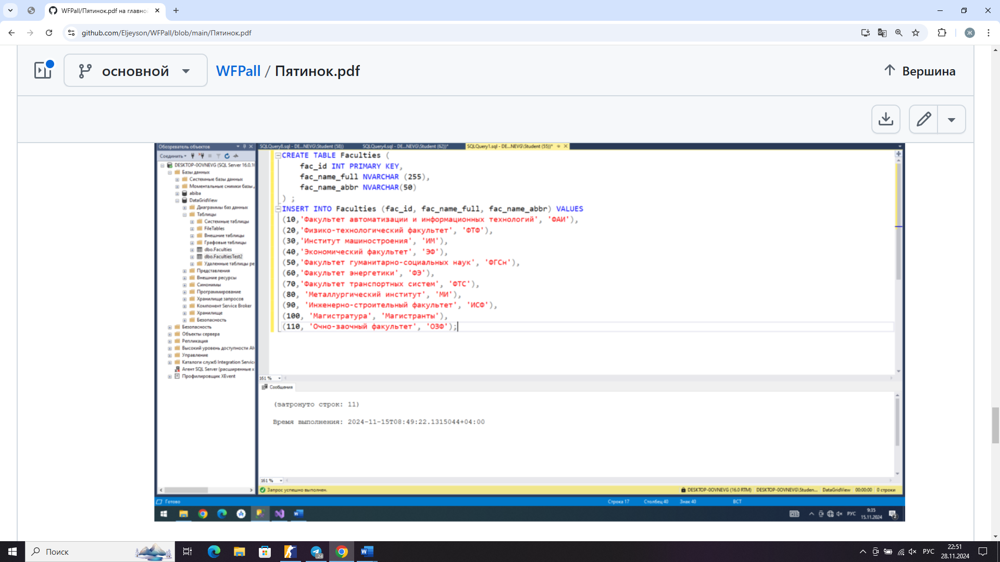 WFPall/Пятинок.pdf на главно
github.com/Eljeyson/WFPall/blob/main/Пятинок.pdf
Ж
основной
WFPall / Пятинок.pdf
Вершина
Обозреватель объектов
SQLQuery8.sql - DE...NEVG\Student (58))
SQLQuery4.sql - DE...NEVG\Student (62))*
SQLQuery1.sql - DE...NEVG\Student (55))*
Соединить
DESKTOP-0OVNEVG (SQL Server 16.0.1
Базы данных
Системные базы данных
Моментальные снимки базы
abiba
DataGridView
Диаграммы баз данных
Таблицы
Системные таблицы
FileTables
Внешние таблицы
Графовые таблицы
dbo.Faculties
dbo.FacultiesTest2
Удаленные таблицы ре
Представления
Внешние ресурсы
Синонимы
Программирование
Хранилище запросов
Компонент Service Broker
Хранилище
Безопасность
Безопасность
Объекты сервера
Репликация
Высокий уровень доступности Al
Управление
Каталоги служб Integration Servic
Агент SQL Server (расширенные
Профилировщик XEvent
CREATE TABLE Faculties (
fac_id INT PRIMARY KEY,
fac_name_full NVARCHAR (255),
fac_name_abbr NVARCHAR(50)
) ;
INSERT INTO Faculties (fac_id, fac_name_full, fac_name_abbr) VALUES
(10,'Факультет автоматизации и информационных технологий', 'ФАИ'),
(20,'Физико-технологический факультет', 'ФТФ'),
(30,'Институт машиностроения', 'ИМ'),
(40,'Экономический факультет', 'ЭФ'),
(50,'Факультет гуманитарно-социальных наук', 'ФГСн'),
(60,'Факультет энергетики', 'ФЭ'),
(70,'Факультет транспортных систем', 'ФТС'),
(80, 'Металлургический институт', 'МИ'),
(90, 'Инженерно-строительный факультет', 'ИСФ'),
(100, 'Магистратура', 'Магистранты'),
(110, 'Очно-заочный факультет', 'ОЗФ');
161 %
Сообщения
(затронуто строк: 11)
Время выполнения: 2024-11-15T08:49:22.1315044+04:00
161 %
Запрос успешно выполнен.
DESKTOP-0OVNEVG (16.0 RTM)
DESKTOP-0OVNEVG\Studen...
DataGridView
00:00:00
0 строки
Готово
Строка 17
Столбец 40
Знак 40
ВСТ
РУС
9:35
15.11.2024
2
Поиск
.24
РУС
22:51
28.11.2024